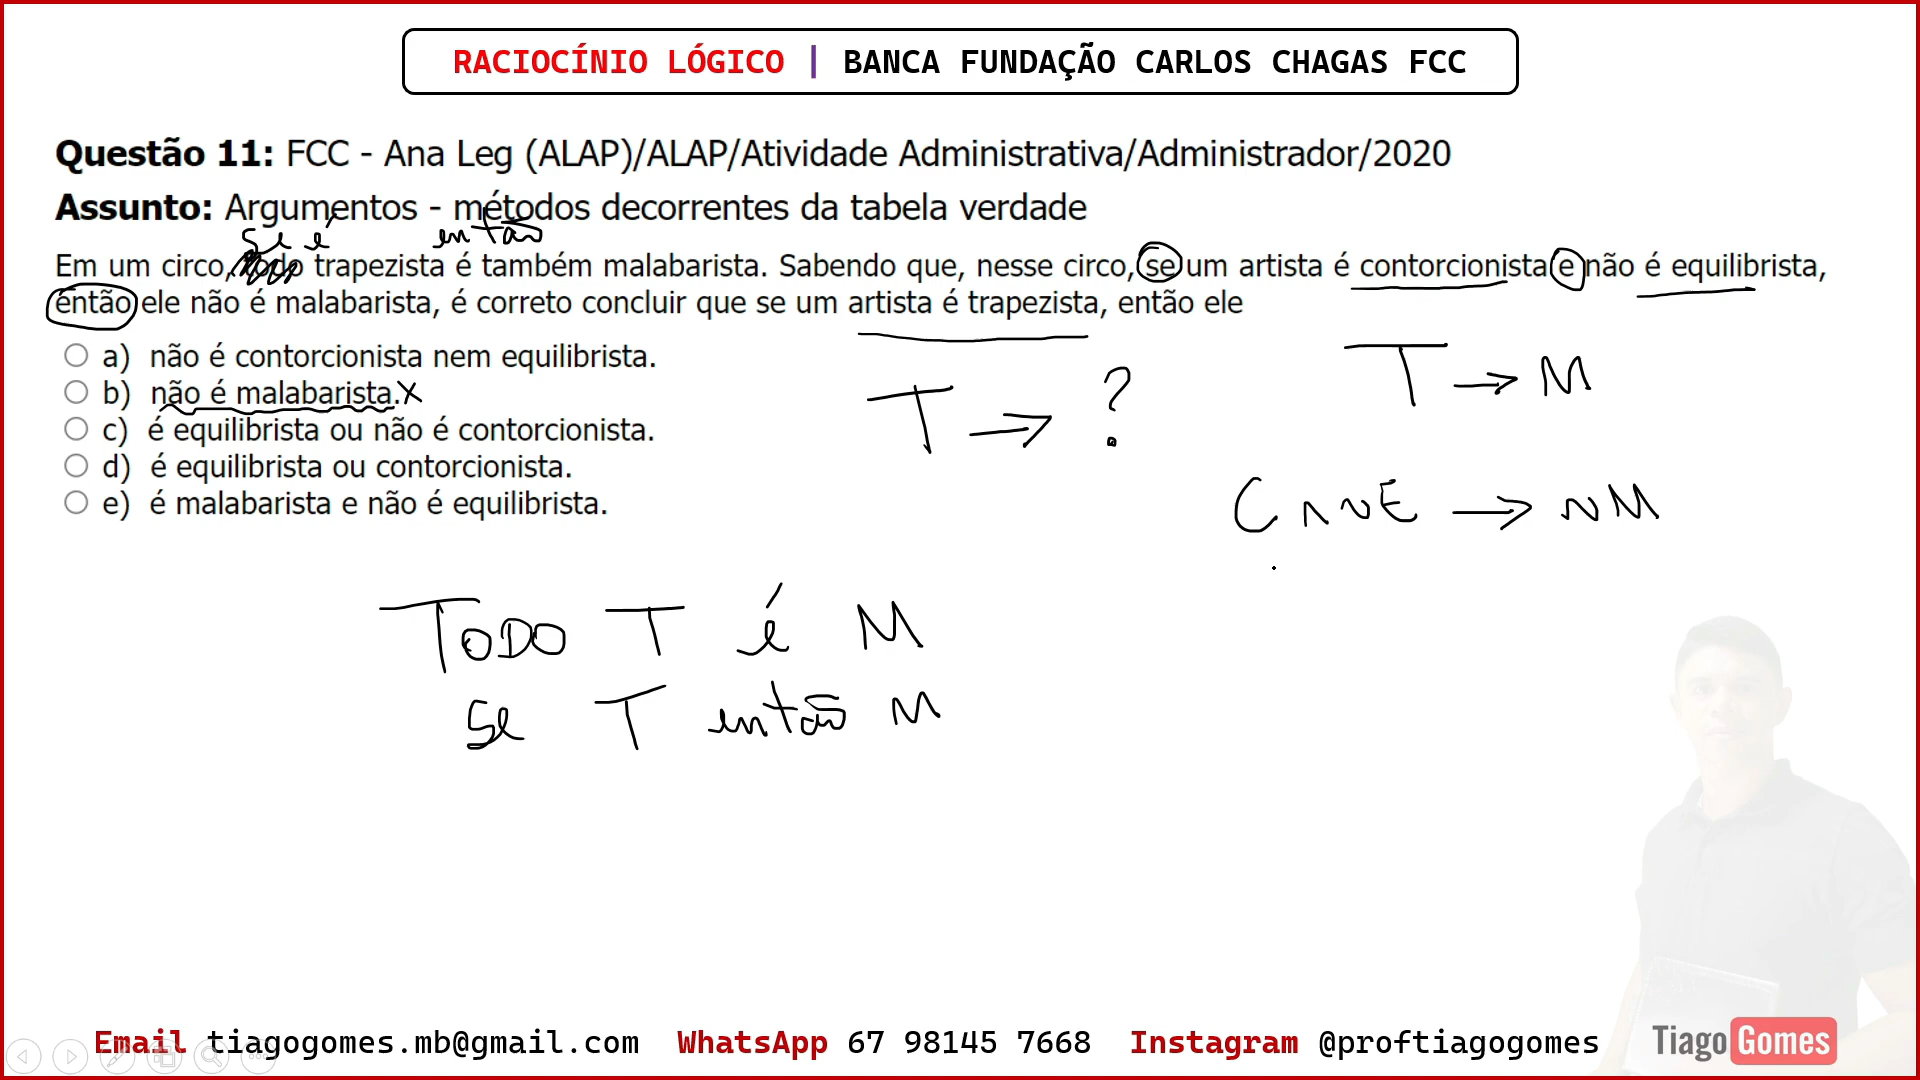 RACIOCÍNIO LÓGICO | BANCA FUNDAÇÃO CARLOS CHAGAS FCC
Questão 11: FCC - Ana Leg (ALAP)/ALAP/Atividade Administrativa/Administrador/2020
Assunto: Argumentos - métodos decorrentes da tabela verdade
se é então
Em um circo, todo trapezista é também malabarista. Sabendo que, nesse circo, se um artista é contorcionista e não é equilibrista,
então ele não é malabarista, é correto concluir que se um artista é trapezista, então ele
a) não é contorcionista nem equilibrista.
b) não é malabarista. X
c) é equilibrista ou não é contorcionista.
d) é equilibrista ou contorcionista.
e) é malabarista e não é equilibrista.
T → ?
T → M
C ∧ ~E → ~M
TODO T é M
se T então M
Email tiagogomes.mb@gmail.com WhatsApp 67 98145 7668 Instagram @proftiagogomes
Tiago Gomes